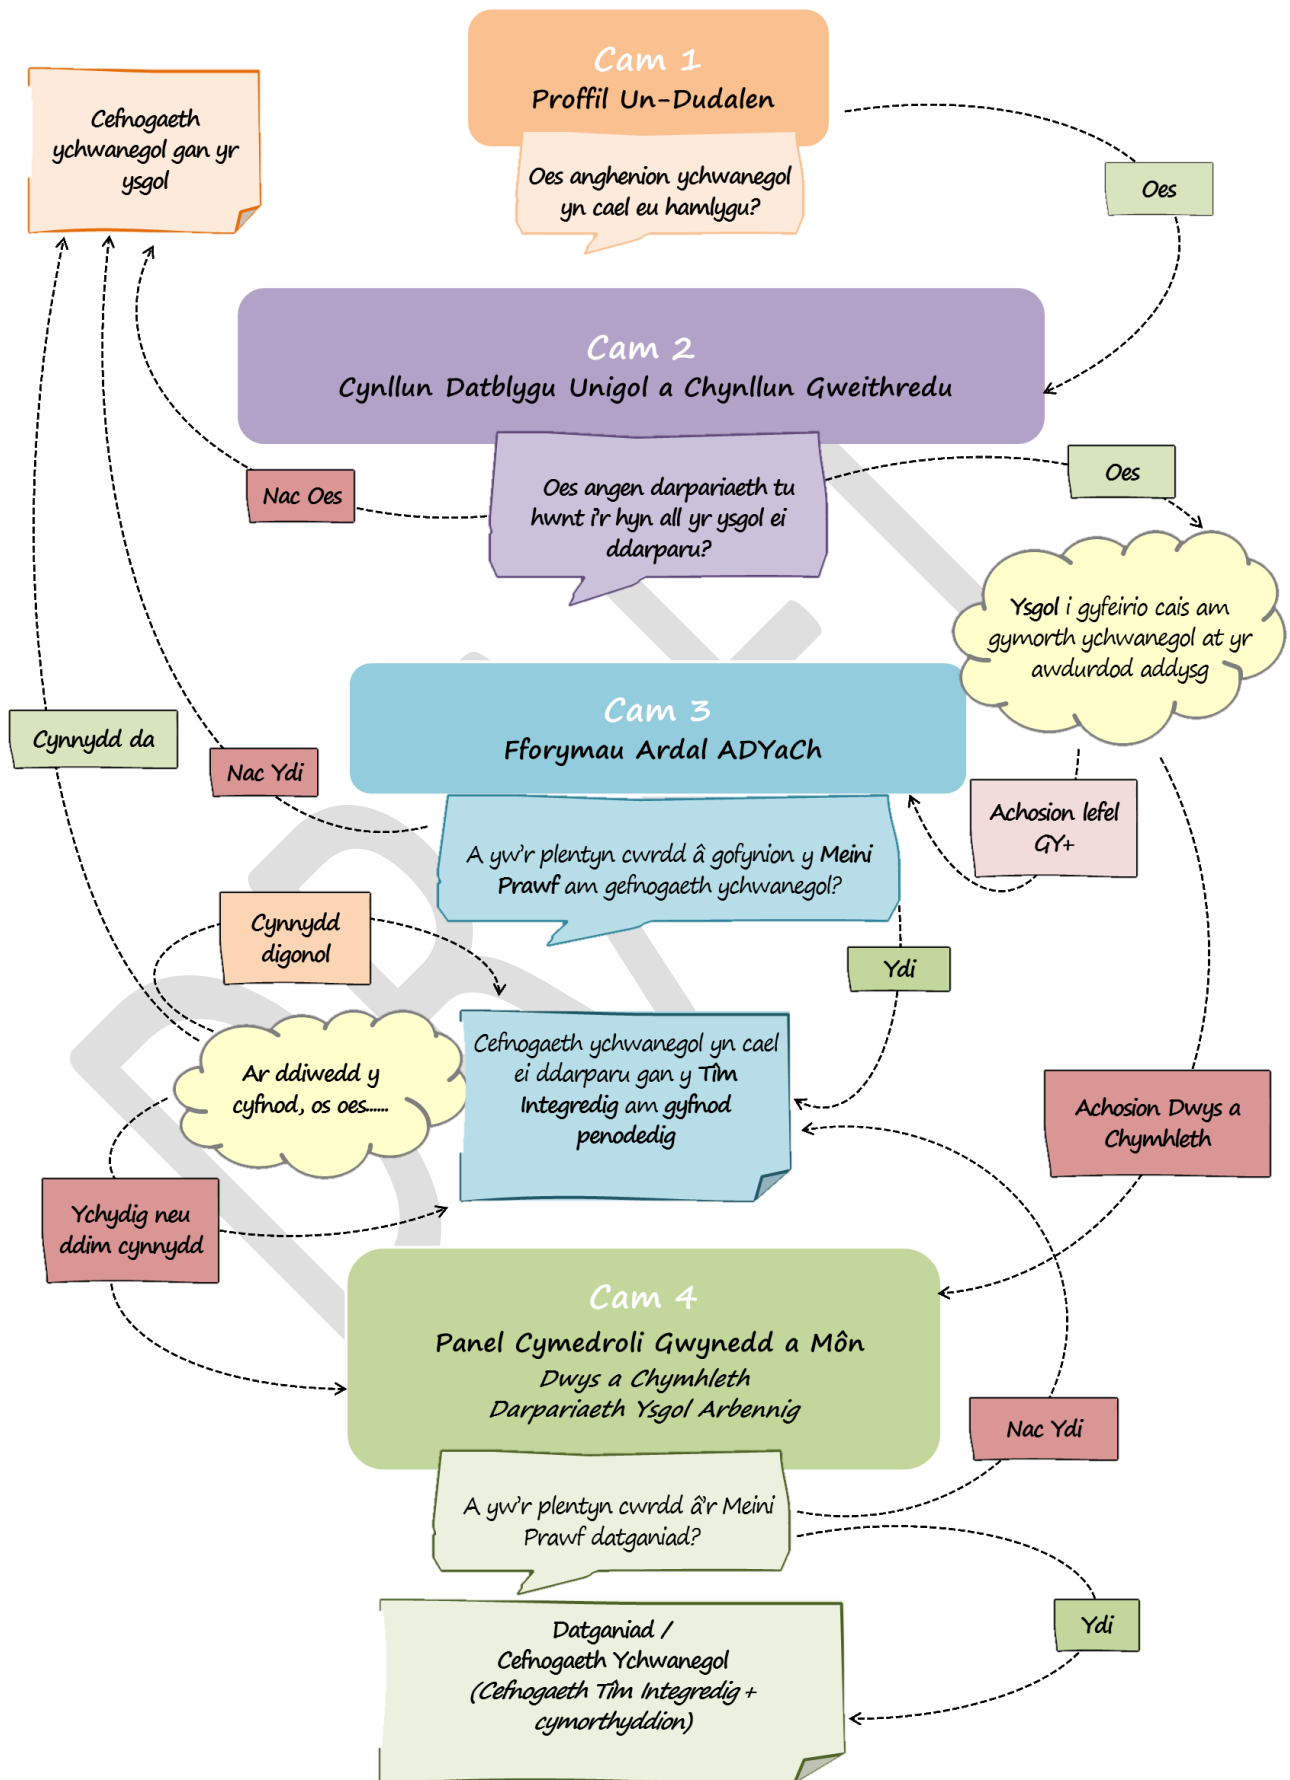 Cam 1
Proffil Un-Dudalen
Cefnogaeth
ychwanegol gan yr
ysgol
Oes anghenion ychwanegol
yn cael eu hamlygu?
Oes
Cam 2
Cynllun Datblygu Unigol a Chynllun Gweithredu
Nac Oes
Oes angen darpariaeth tu
hwnt i'r hyn all yr ysgol ei
ddarparu?
Oes
Ysgol i gyfeirio cais am
gymorth ychwanegol at yr
awdurdod addysg
Cam 3
Fforymau Ardal ADYaCh
Cynnydd da
Nac Ydi
Achosion lefel
GY+
A yw'r plentyn cwrdd â gofynion y Meini
Prawf am gefnogaeth ychwanegol?
Cynnydd
digonol
Ydi
Cefnogaeth ychwanegol yn cael
ei ddarparu gan y Tîm
Integredig am gyfnod
penodedig
Ar ddiwedd y
cyfnod, os oes......
Achosion Dwys a
Chymhleth
Ychydig neu
ddim cynnydd
Cam 4
Panel Cymedroli Gwynedd a Môn
Dwys a Chymhleth
Darpariaeth Ysgol Arbennig
Nac Ydi
A yw'r plentyn cwrdd â'r Meini
Prawf datganiad?
Ydi
Datganiad /
Cefnogaeth Ychwanegol
(Cefnogaeth Tîm Integredig +
cymorthyddion)